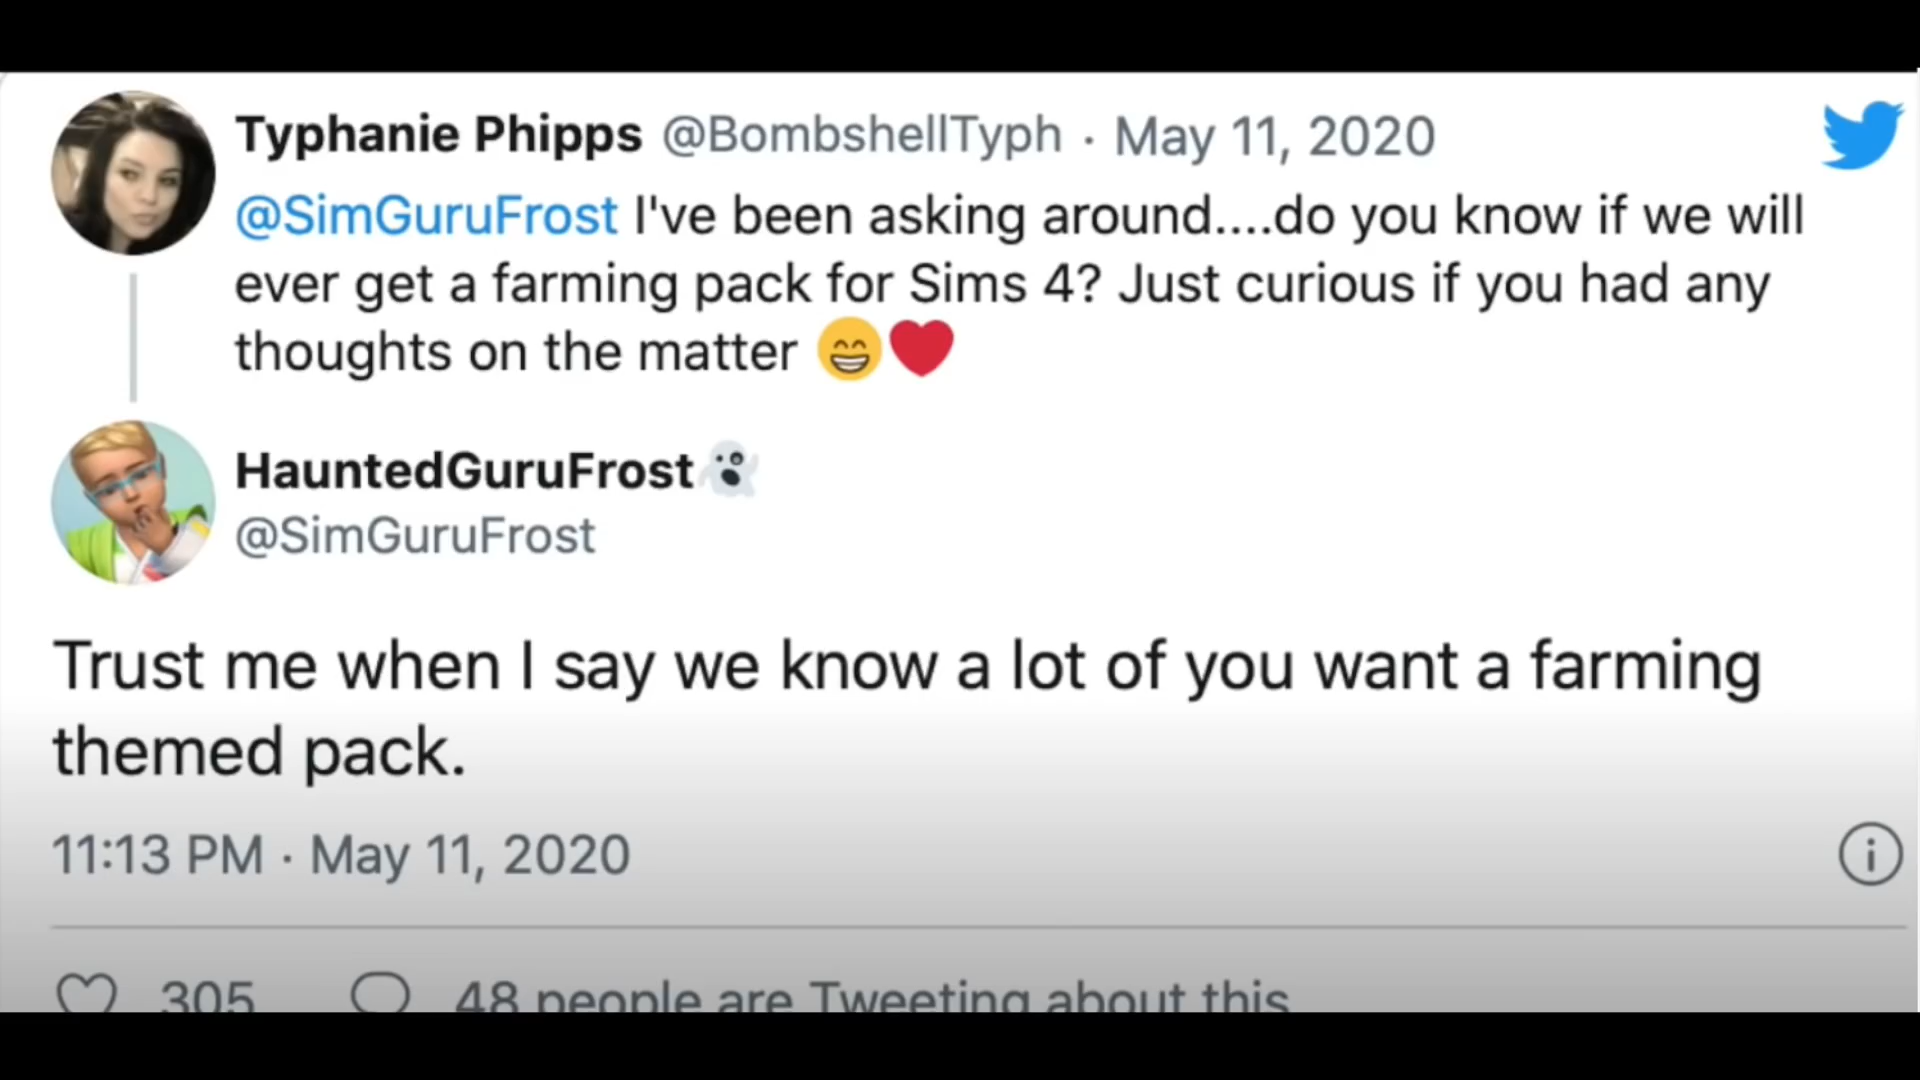 Typhanie Phipps @BombshellTyph · May 11, 2020
@SimGuruFrost I've been asking around....do you know if we will
ever get a farming pack for Sims 4? Just curious if you had any
thoughts on the matter 😁❤️
HauntedGuruFrost👻
@SimGuruFrost
Trust me when I say we know a lot of you want a farming
themed pack.
11:13 PM · May 11, 2020
305 48 people are Tweeting about this